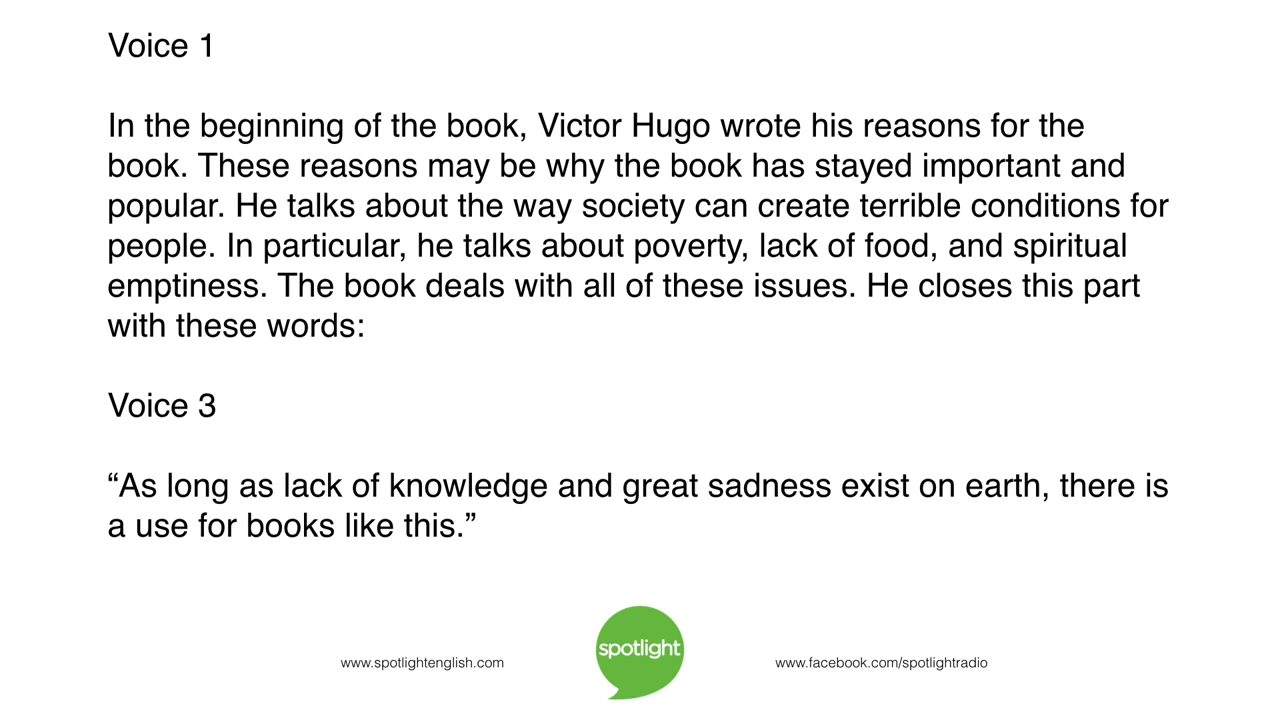 Voice 1
In the beginning of the book, Victor Hugo wrote his reasons for the
book. These reasons may be why the book has stayed important and
popular. He talks about the way society can create terrible conditions for
people. In particular, he talks about poverty, lack of food, and spiritual
emptiness. The book deals with all of these issues. He closes this part
with these words:
Voice 3
“As long as lack of knowledge and great sadness exist on earth, there is
a use for books like this.”
www.spotlightenglish.com
spotlight
www.facebook.com/spotlightradio